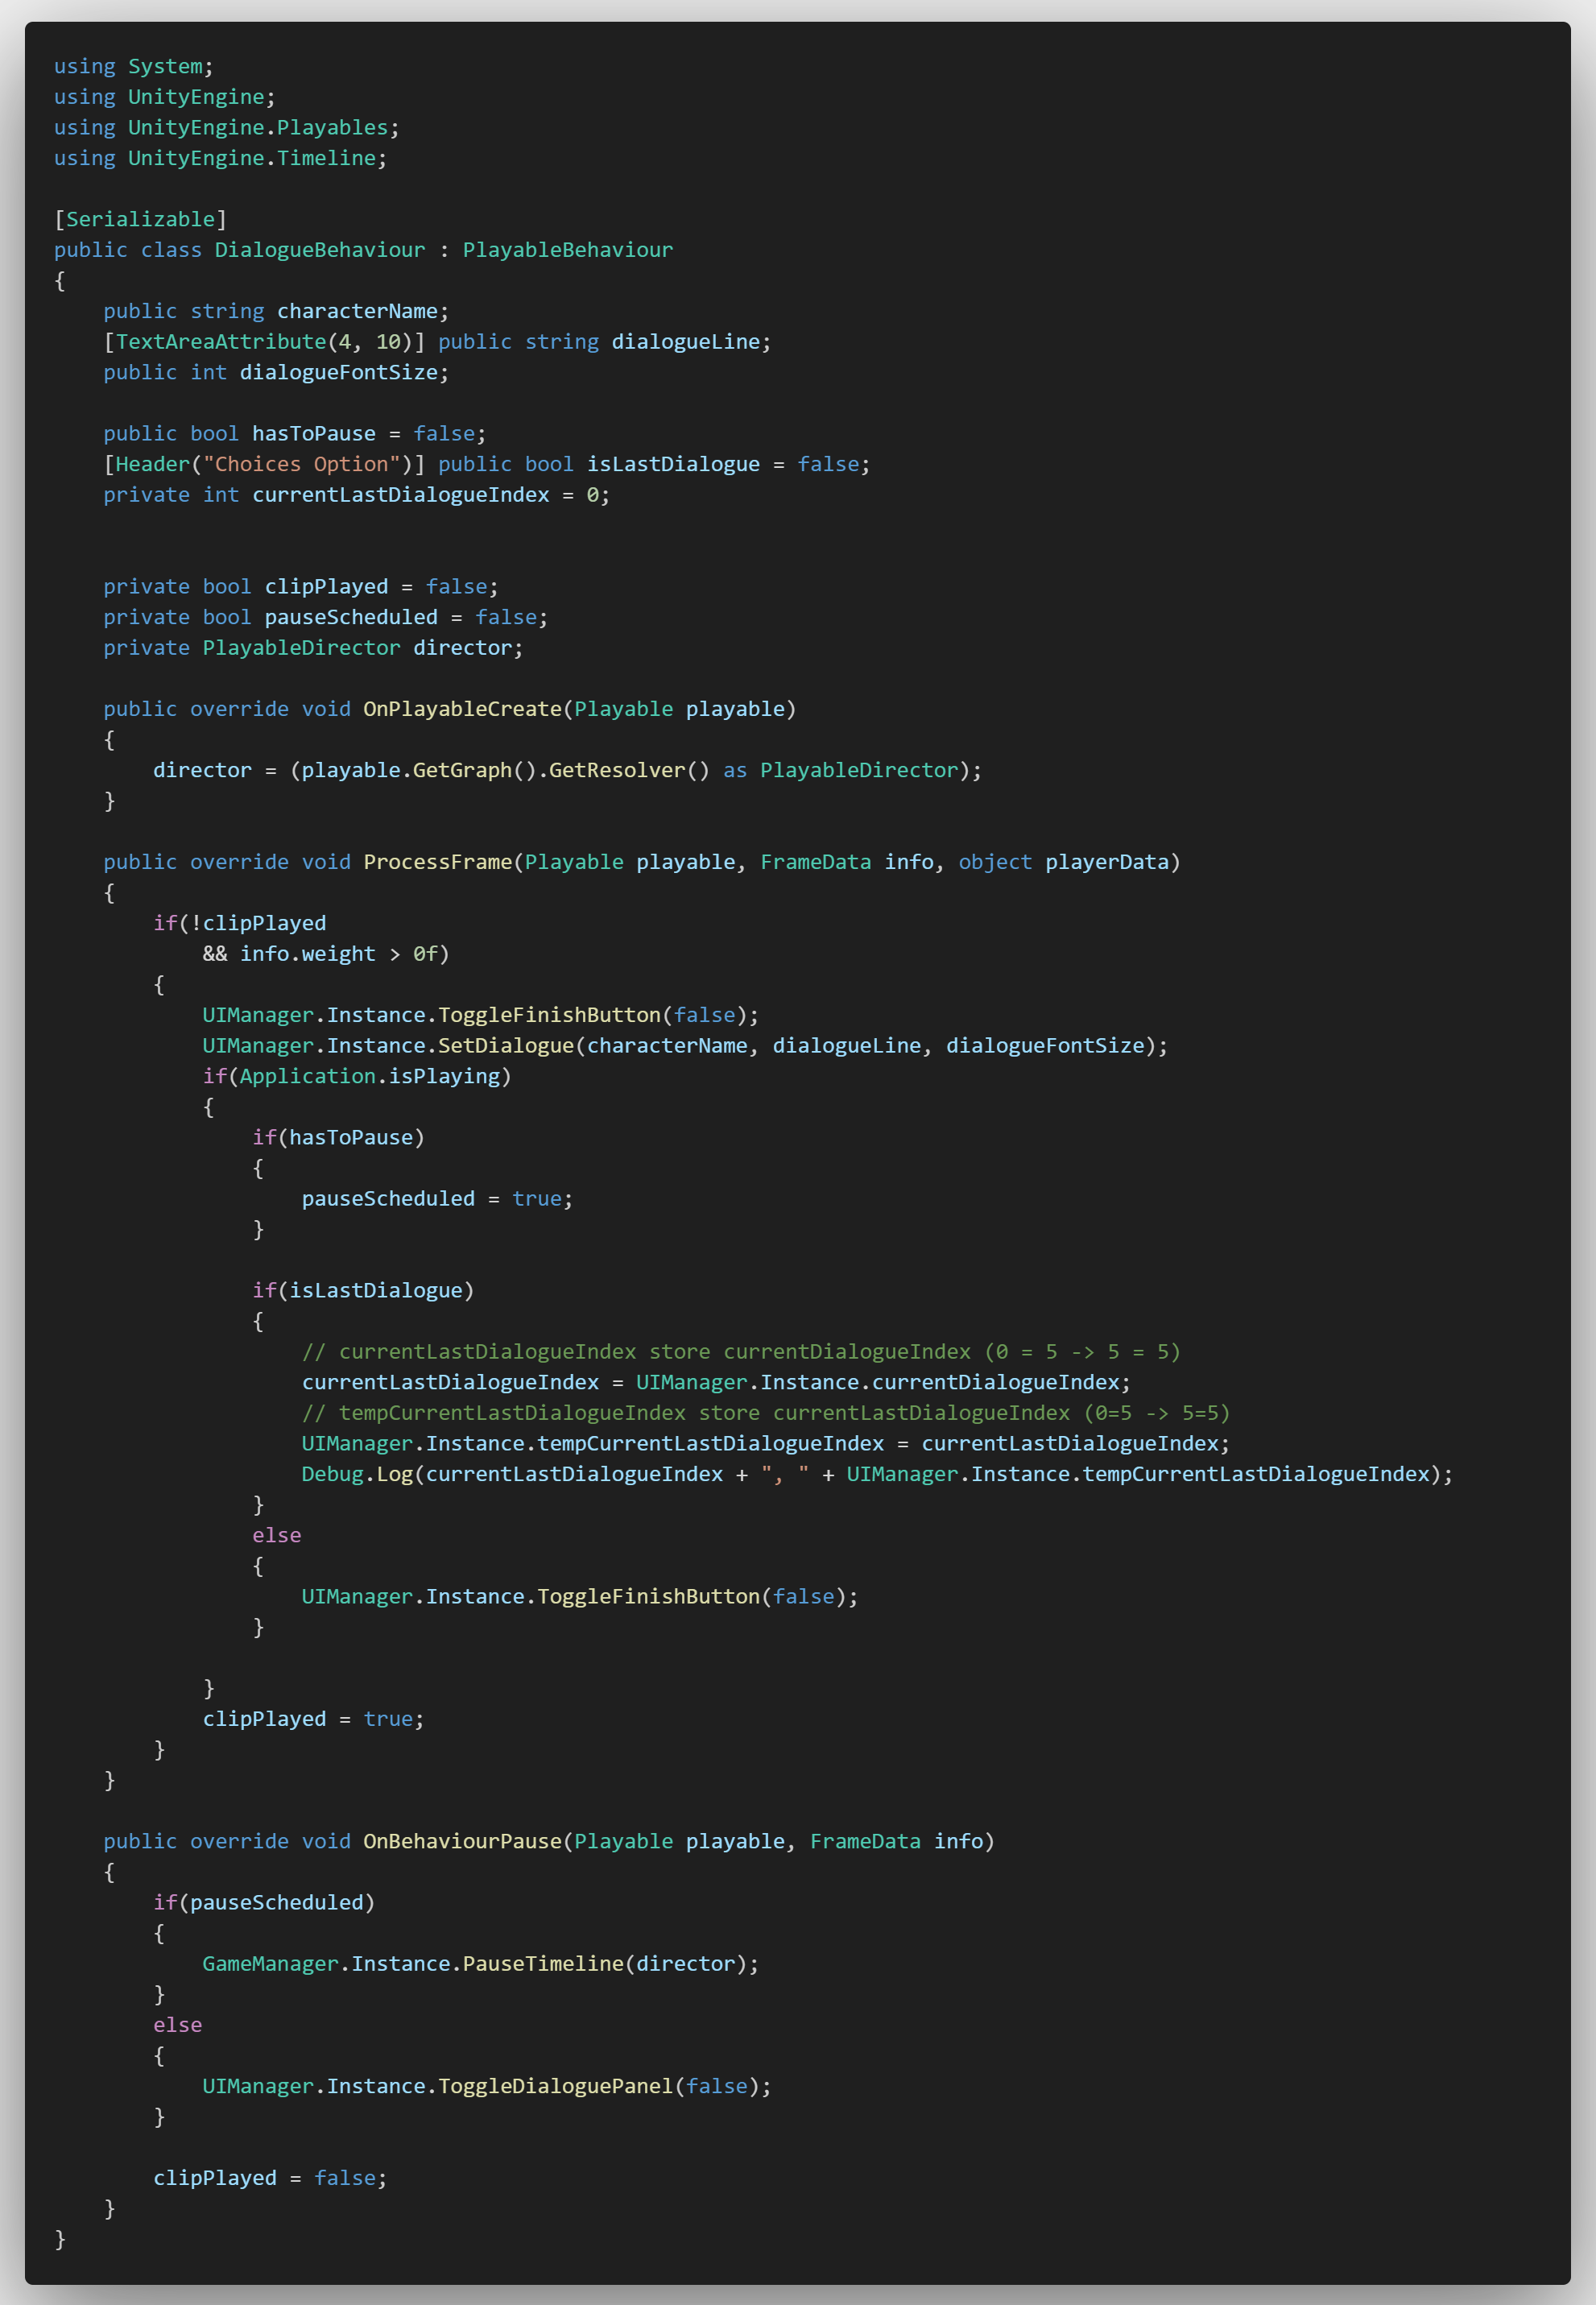 using System;
using UnityEngine;
using UnityEngine.Playables;
using UnityEngine.Timeline;

[Serializable]
public class DialogueBehaviour : PlayableBehaviour
{
    public string characterName;
    [TextAreaAttribute(4, 10)] public string dialogueLine;
    public int dialogueFontSize;

    public bool hasToPause = false;
    [Header("Choices Option")] public bool isLastDialogue = false;
    private int currentLastDialogueIndex = 0;


    private bool clipPlayed = false;
    private bool pauseScheduled = false;
    private PlayableDirector director;

    public override void OnPlayableCreate(Playable playable)
    {
        director = (playable.GetGraph().GetResolver() as PlayableDirector);
    }

    public override void ProcessFrame(Playable playable, FrameData info, object playerData)
    {
        if(!clipPlayed
            && info.weight > 0f)
        {
            UIManager.Instance.ToggleFinishButton(false);
            UIManager.Instance.SetDialogue(characterName, dialogueLine, dialogueFontSize);
            if(Application.isPlaying)
            {
                if(hasToPause)
                {
                    pauseScheduled = true;
                }

                if(isLastDialogue)
                {
                    // currentLastDialogueIndex store currentDialogueIndex (0 = 5 -> 5 = 5)
                    currentLastDialogueIndex = UIManager.Instance.currentDialogueIndex;
                    // tempCurrentLastDialogueIndex store currentLastDialogueIndex (0=5 -> 5=5)
                    UIManager.Instance.tempCurrentLastDialogueIndex = currentLastDialogueIndex;
                    Debug.Log(currentLastDialogueIndex + ", " + UIManager.Instance.tempCurrentLastDialogueIndex);
                }
                else
                {
                    UIManager.Instance.ToggleFinishButton(false);
                }

            }
            clipPlayed = true;
        }
    }

    public override void OnBehaviourPause(Playable playable, FrameData info)
    {
        if(pauseScheduled)
        {
            GameManager.Instance.PauseTimeline(director);
        }
        else
        {
            UIManager.Instance.ToggleDialoguePanel(false);
        }

        clipPlayed = false;
    }
}